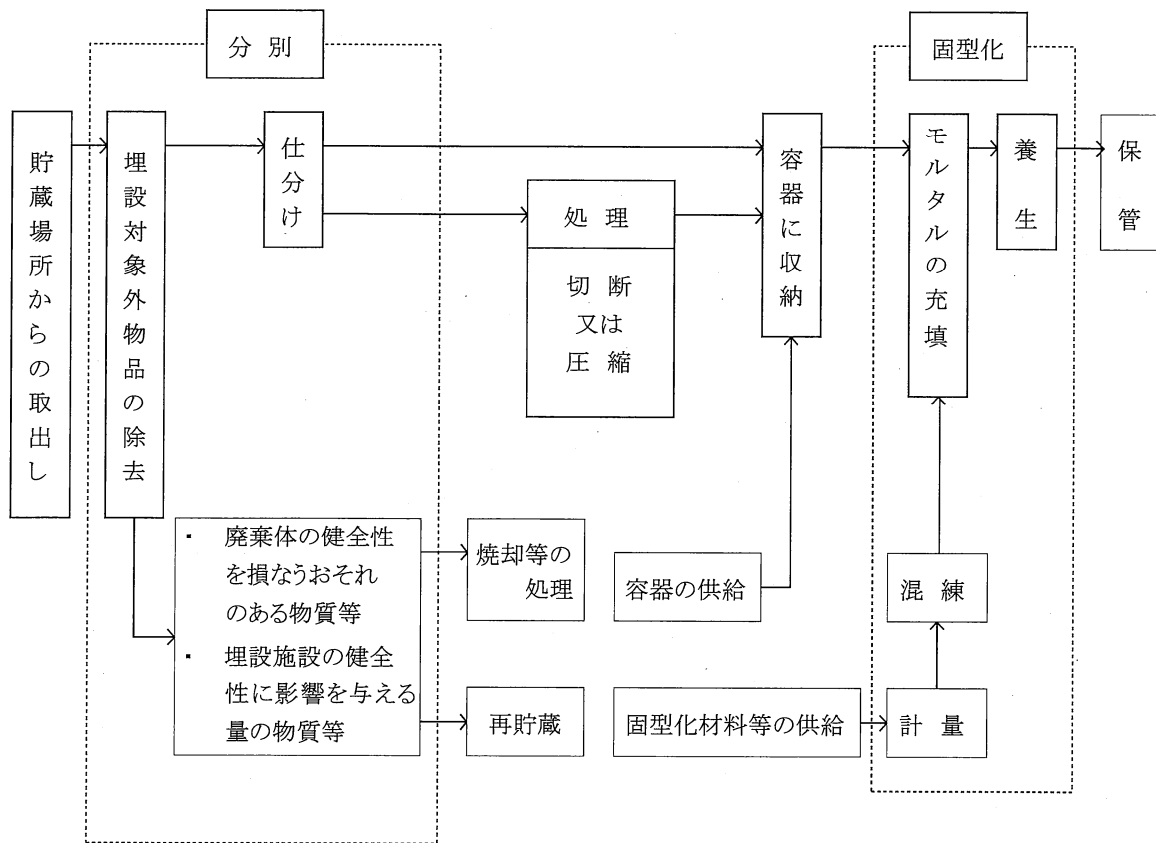 分別
固型化
貯蔵場所からの取出し
埋設対象外物品の除去
仕分け
処理
切断
又は
圧縮
容器に収納
モルタルの充填
養生
保管
・ 廃棄体の健全性
を損なうおそれ
のある物質等
・ 埋設施設の健全
性に影響を与える
量の物質等
焼却等の
処理
再貯蔵
容器の供給
固型化材料等の供給
混練
計量